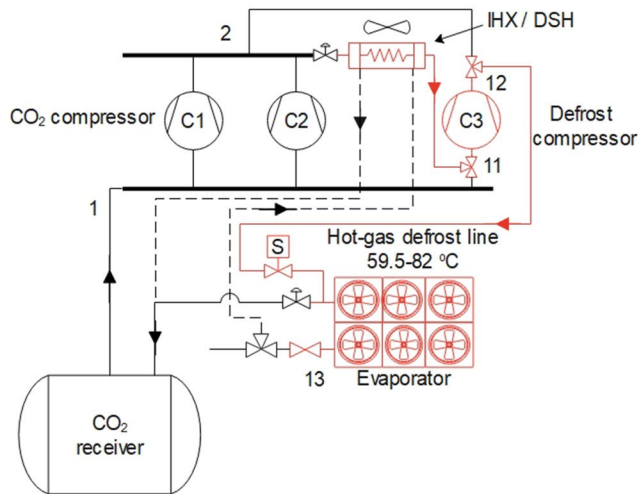 IHX / DSH
2
12
CO₂ compressor
C1
C2
C3
Defrost
compressor
11
1
S
Hot-gas defrost line
59.5-82 ºC
13
Evaporator
CO₂
receiver